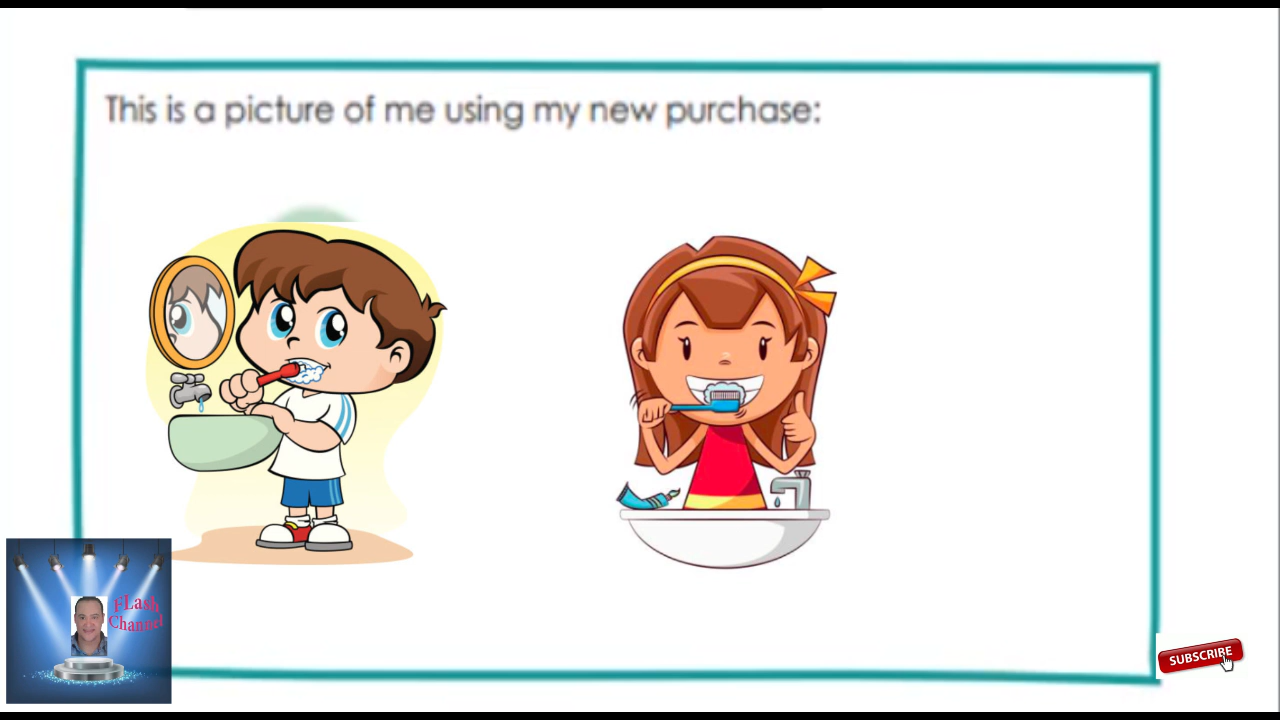 This is a picture of me using my new purchase:
FLash
Channel
SUBSCRIBE